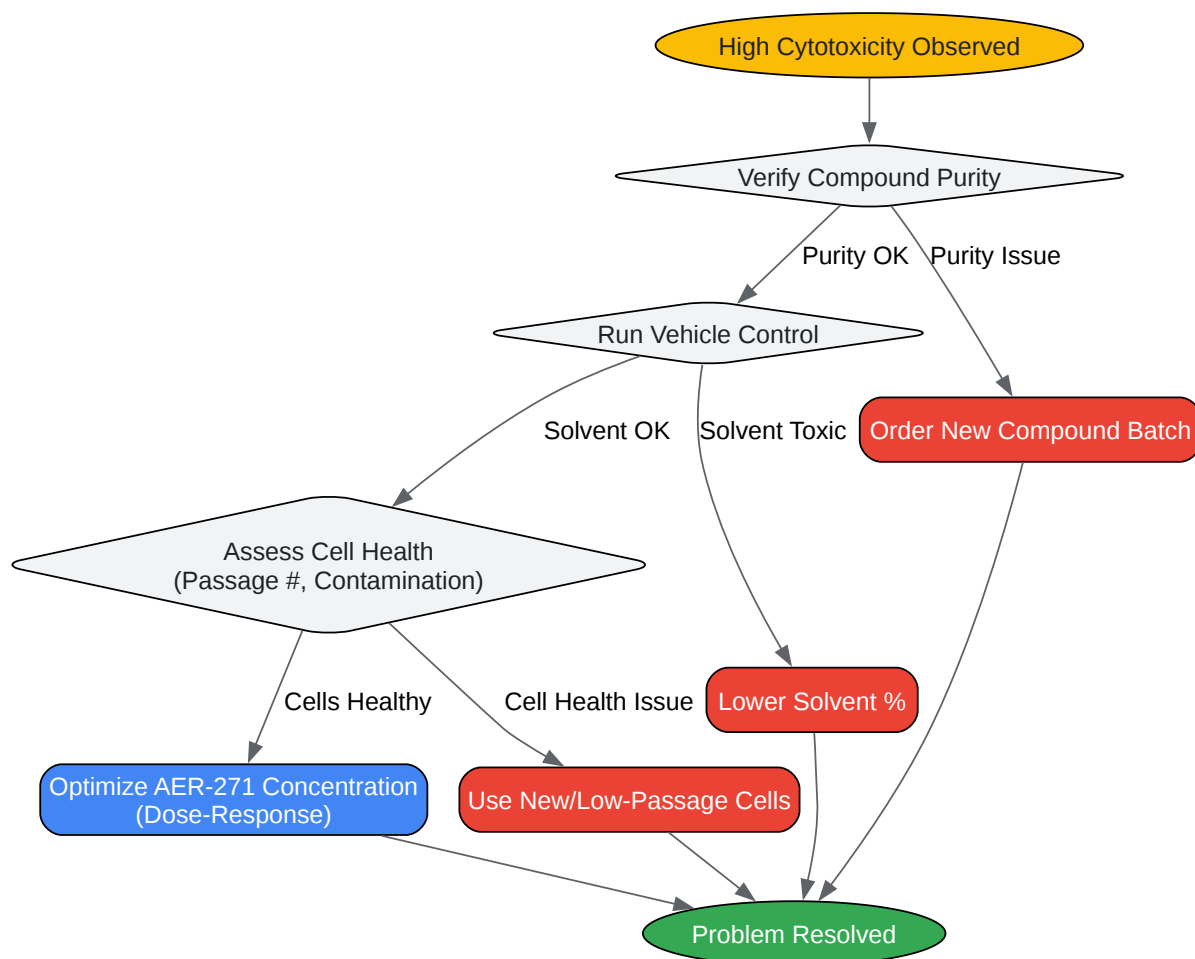 High Cytotoxicity Observed
Verify Compound Purity
Purity OK
Purity Issue
Run Vehicle Control
Solvent OK
Solvent Toxic
Order New Compound Batch
Assess Cell Health
(Passage #, Contamination)
Cells Healthy
Cell Health Issue
Lower Solvent %
Optimize AER-271 Concentration
(Dose-Response)
Use New/Low-Passage Cells
Problem Resolved